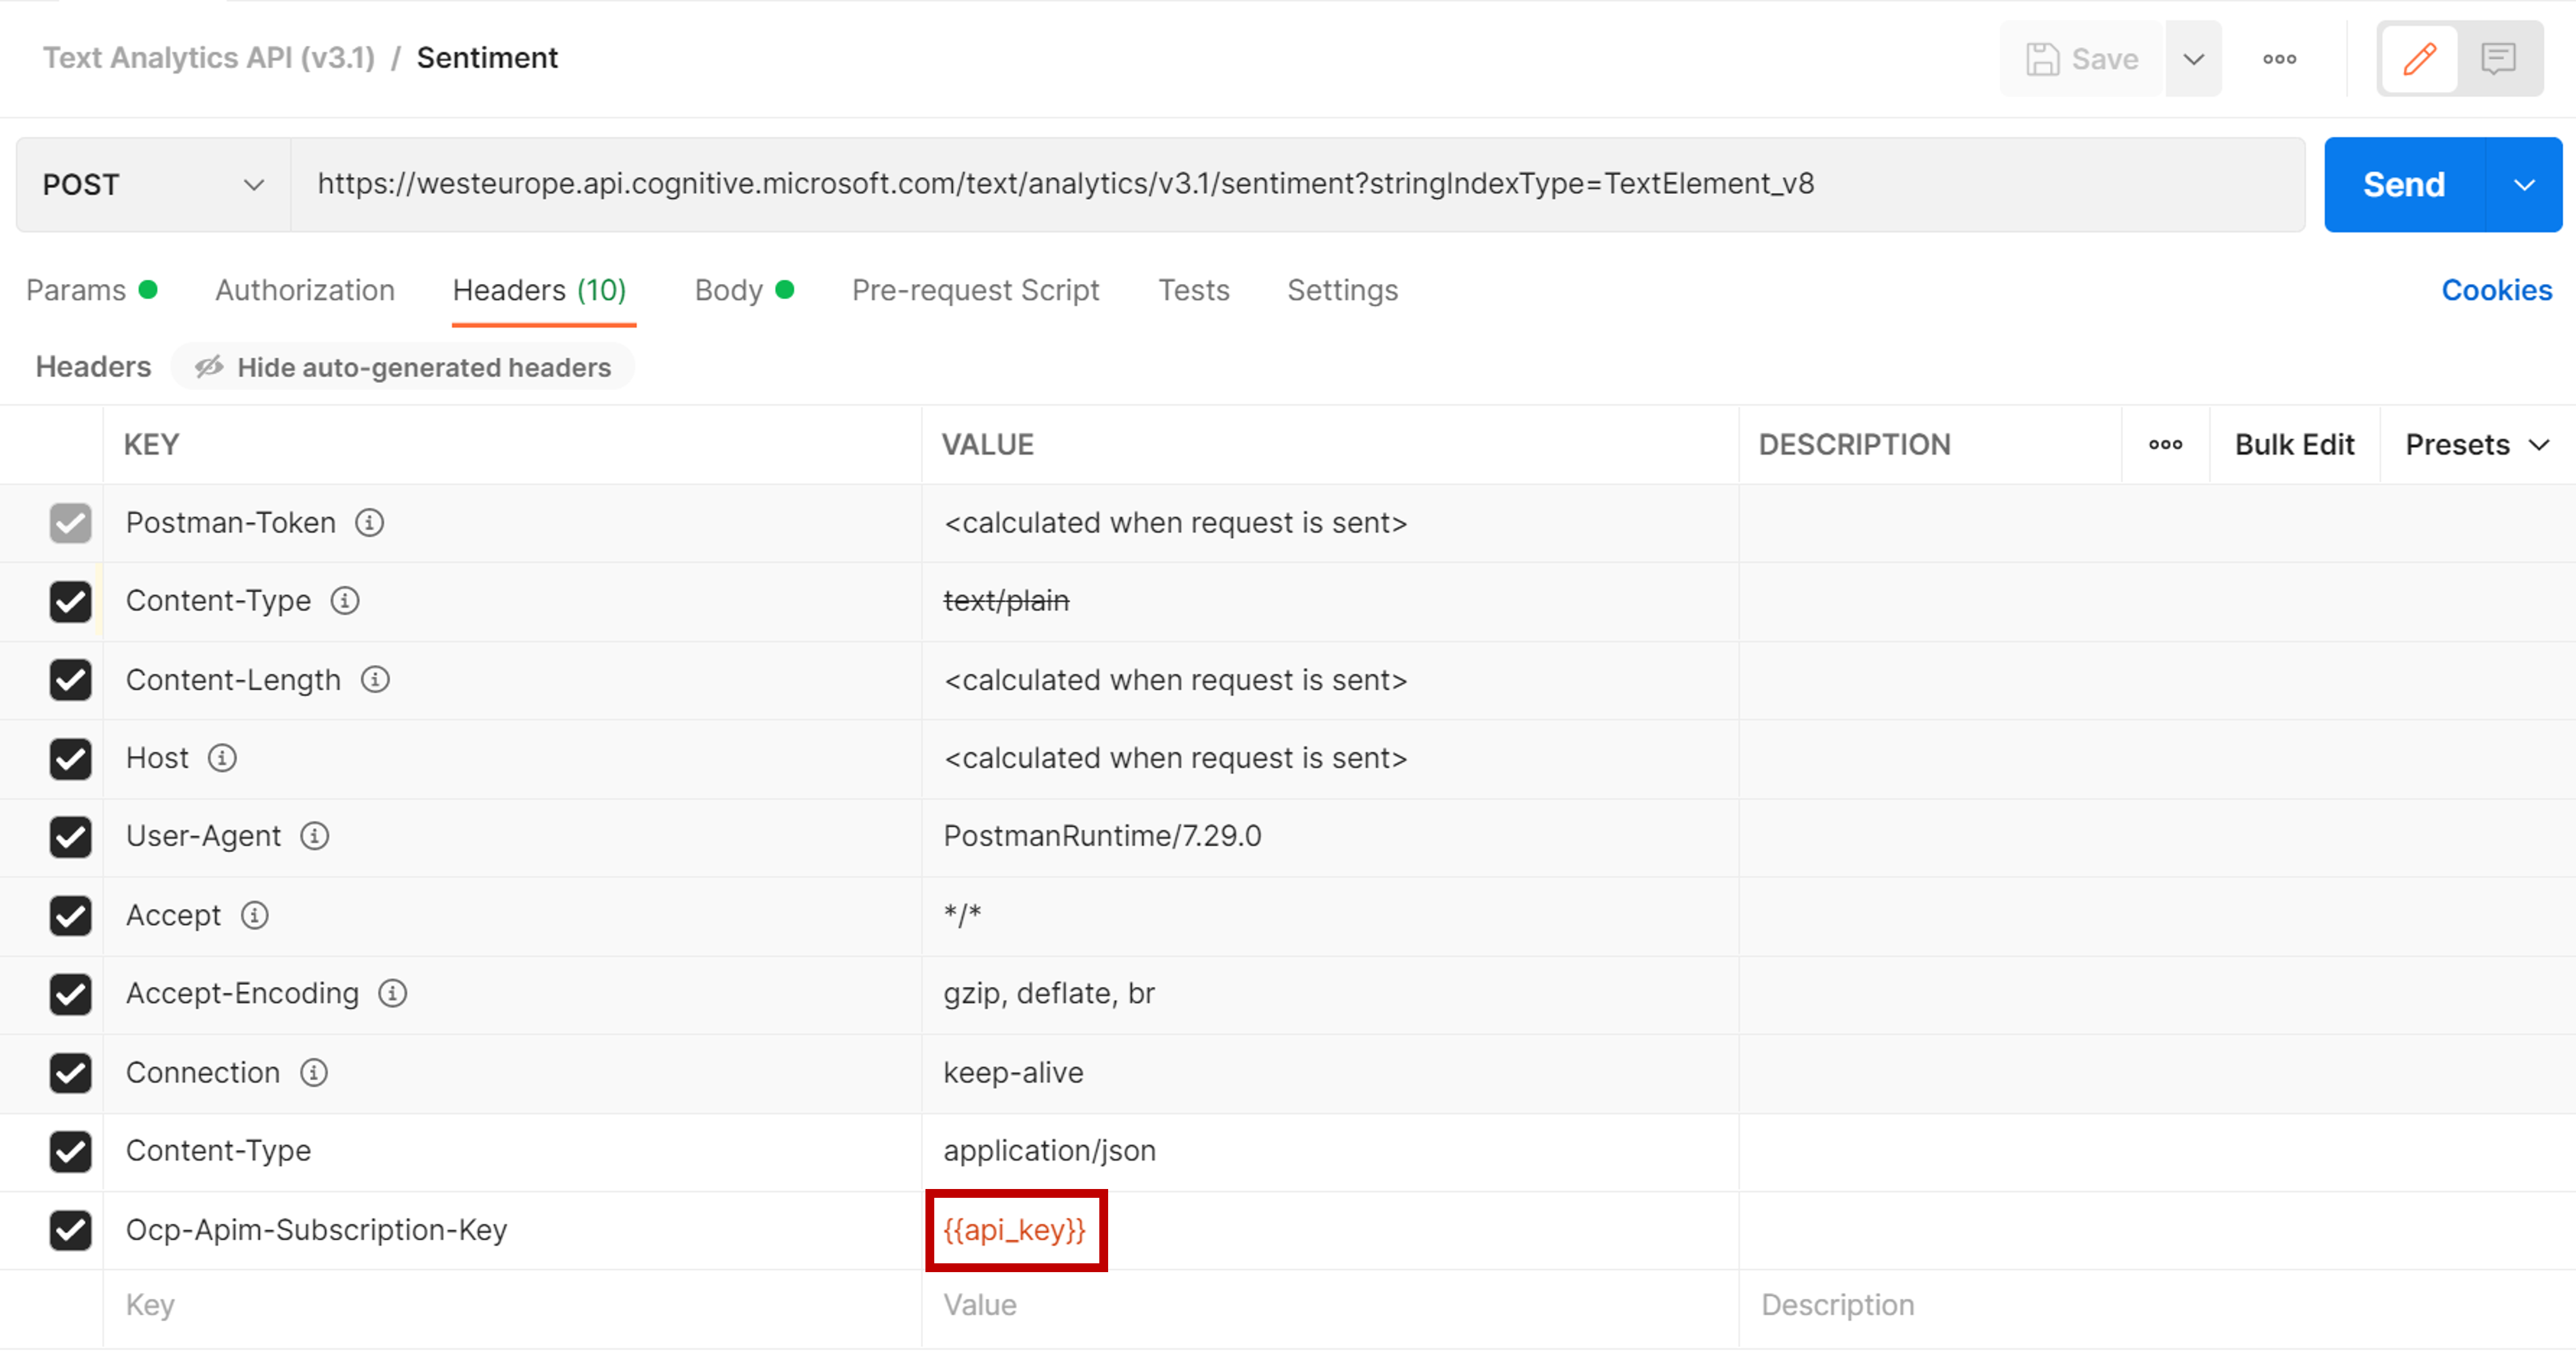 Text Analytics API (v3.1) / Sentiment Save
POST https://westeurope.api.cognitive.microsoft.com/text/analytics/v3.1/sentiment?stringIndexType=TextElement_v8 Send
Params Authorization Headers (10) Body Pre-request Script Tests Settings Cookies
Headers Hide auto-generated headers
KEY VALUE DESCRIPTION Bulk Edit Presets
Postman-Token <calculated when request is sent>
Content-Type text/plain
Content-Length <calculated when request is sent>
Host <calculated when request is sent>
User-Agent PostmanRuntime/7.29.0
Accept */*
Accept-Encoding gzip, deflate, br
Connection keep-alive
Content-Type application/json
Ocp-Apim-Subscription-Key {{api_key}}
Key Value Description